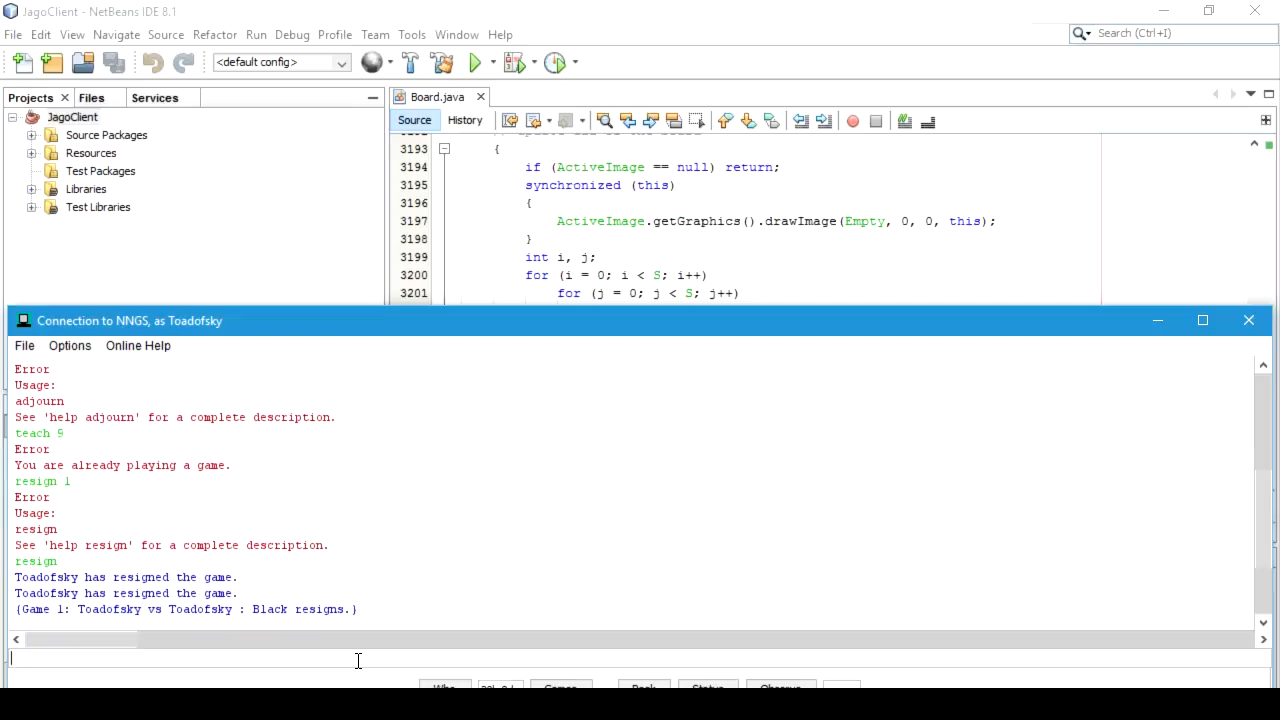 JagoClient - NetBeans IDE 8.1
File Edit View Navigate Source Refactor Run Debug Profile Team Tools Window Help
Search (Ctrl+I)
<default config>
Projects Files Services
Board.java
JagoClient
Source Packages
Resources
Test Packages
Libraries
Test Libraries
Source History
3193 {
3194 if (ActiveImage == null) return;
3195 synchronized (this)
3196 {
3197 ActiveImage.getGraphics().drawImage(Empty, 0, 0, this);
3198 }
3199 int i, j;
3200 for (i = 0; i < S; i++)
3201 for (j = 0; j < S; j++)
Connection to NNGS, as Toadofsky
File Options Online Help
Error
Usage:
adjourn
See 'help adjourn' for a complete description.
teach 9
Error
You are already playing a game.
resign 1
Error
Usage:
resign
See 'help resign' for a complete description.
resign
Toadofsky has resigned the game.
Toadofsky has resigned the game.
{Game 1: Toadofsky vs Toadofsky : Black resigns.}
Who Games Peek Status Observe